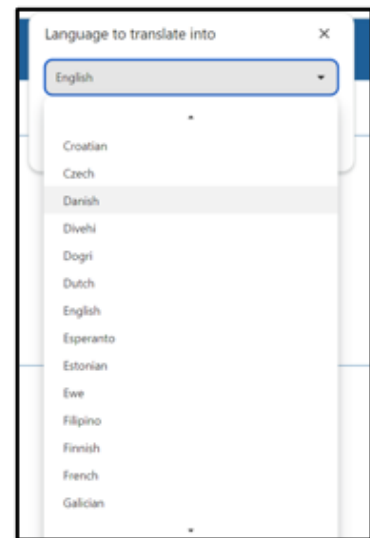 Language to translate into
English
Croatian
Czech
Danish
Divehi
Dogri
Dutch
English
Esperanto
Estonian
Ewe
Filipino
Finnish
French
Galician